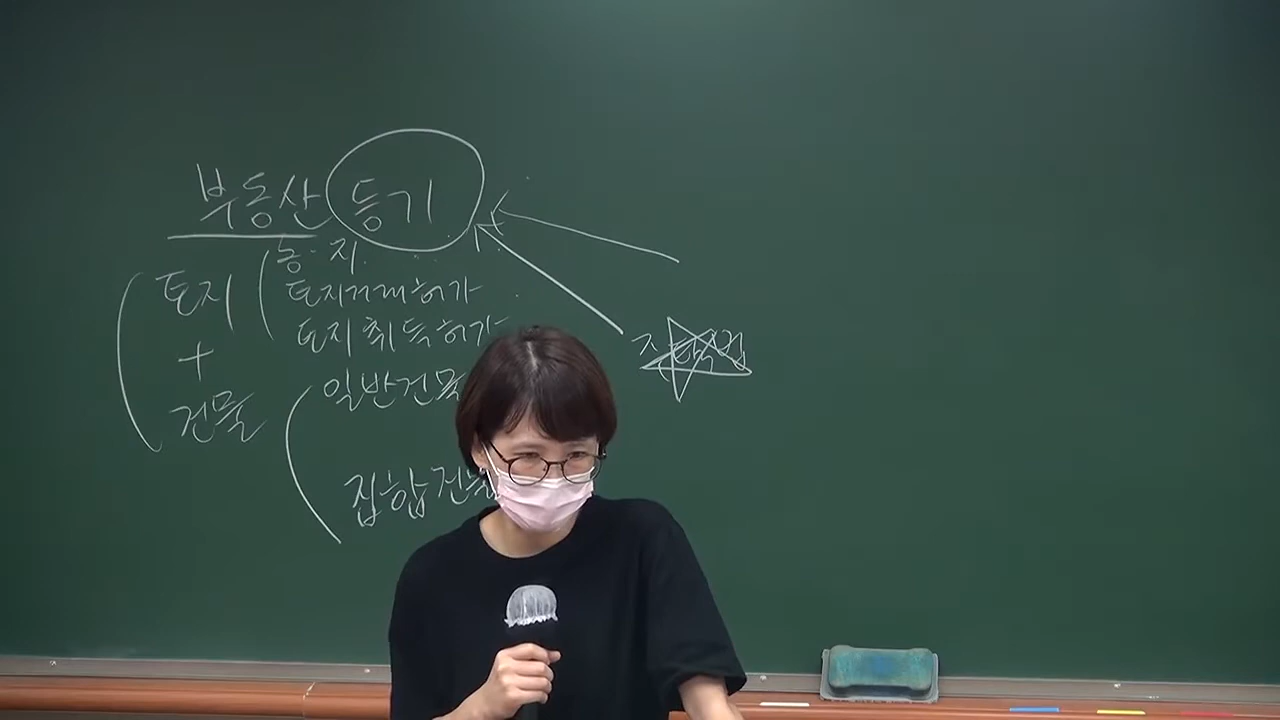 부동산 등기
농지
토지거래허가
토지취득허가
토지
+
건물
일반건물
집합건물